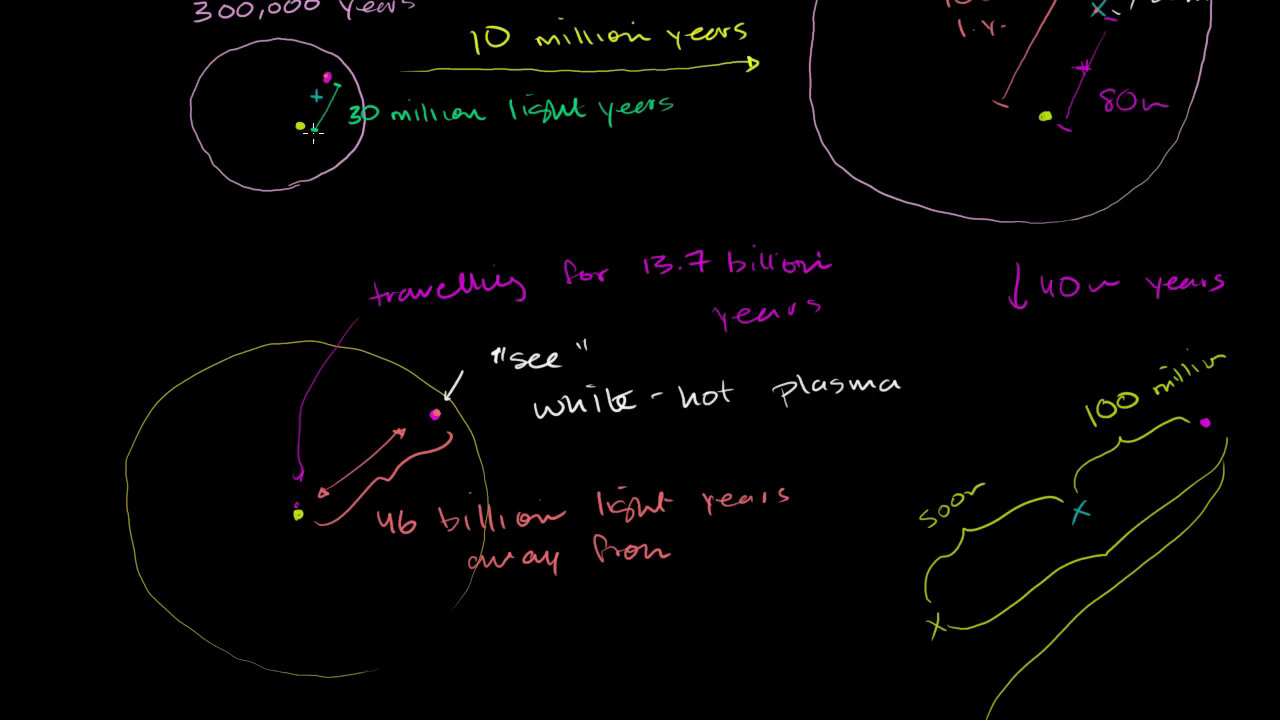 300,000 years
10 million years
30 million light years
l.y.
80m
travelling for 13.7 billion
years
↓ 40m years
"see"
white-hot plasma
100 million
500m
46 billion light years
away from